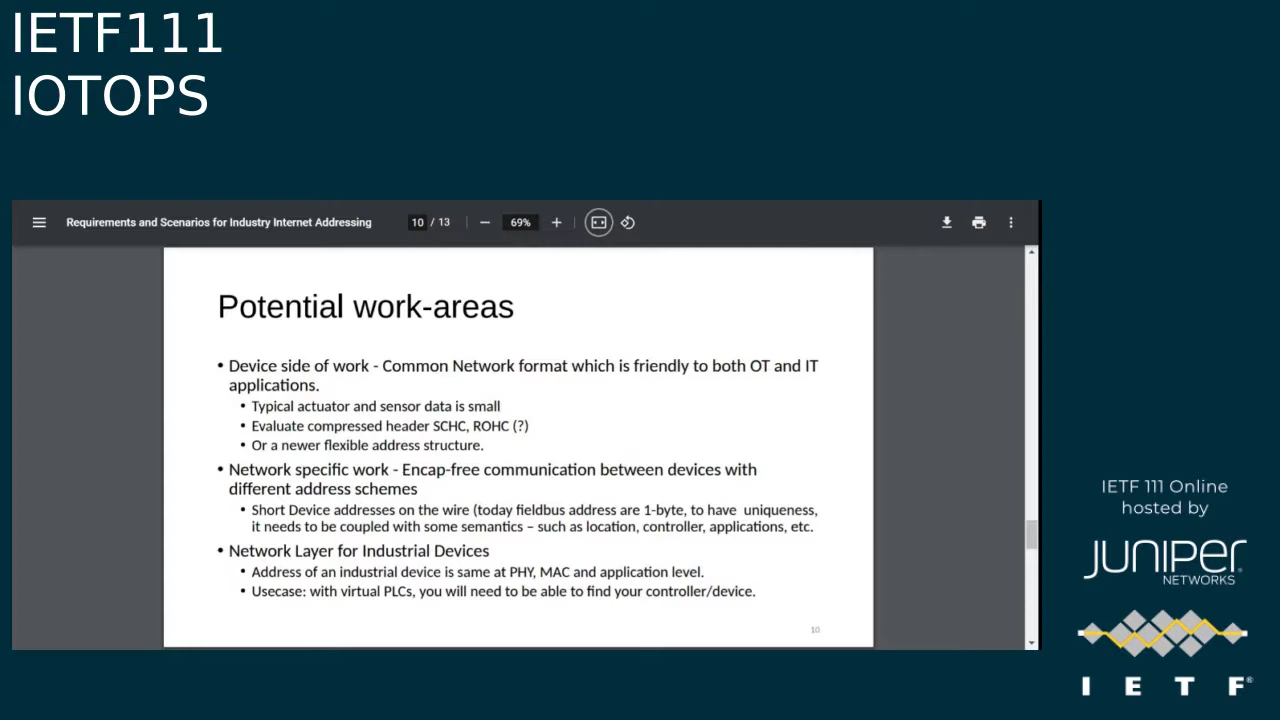 IETF111
IOTOPS
Requirements and Scenarios for Industry Internet Addressing
10 / 13
69%
Potential work-areas
• Device side of work - Common Network format which is friendly to both OT and IT
applications.
• Typical actuator and sensor data is small
• Evaluate compressed header SCHC, ROHC (?)
• Or a newer flexible address structure.
• Network specific work - Encap-free communication between devices with
different address schemes
• Short Device addresses on the wire (today fieldbus address are 1-byte, to have uniqueness,
it needs to be coupled with some semantics – such as location, controller, applications, etc.
• Network Layer for Industrial Devices
• Address of an industrial device is same at PHY, MAC and application level.
• Usecase: with virtual PLCs, you will need to be able to find your controller/device.
10
IETF 111 Online
hosted by
JUNIPER
NETWORKS
I E T F®